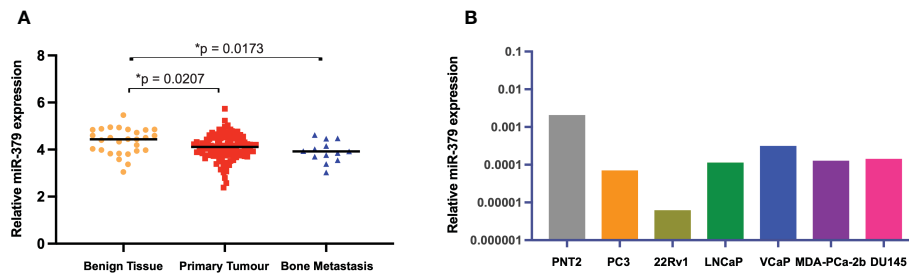 A
Relative miR-379 expression
8
6
4
2
0
*p = 0.0173
*p = 0.0207
Benign Tissue Primary Tumour Bone Metastasis
B
Relative miR-379 expression
0.1
0.01
0.001
0.0001
0.00001
0.000001
PNT2 PC3 22Rv1 LNCaP VCaP MDA-PCa-2b DU145